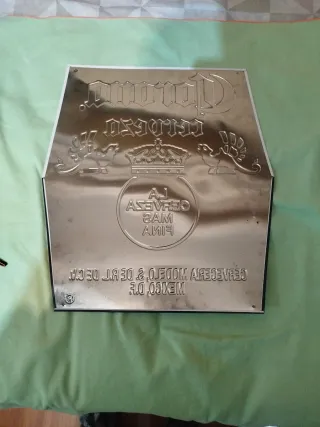 Corona
cerveza
LA
CERVEZA
MAS
FINA
CERVECERIA MODELO, S. DE R.L. DE C.V.
MEXICO, D.F.